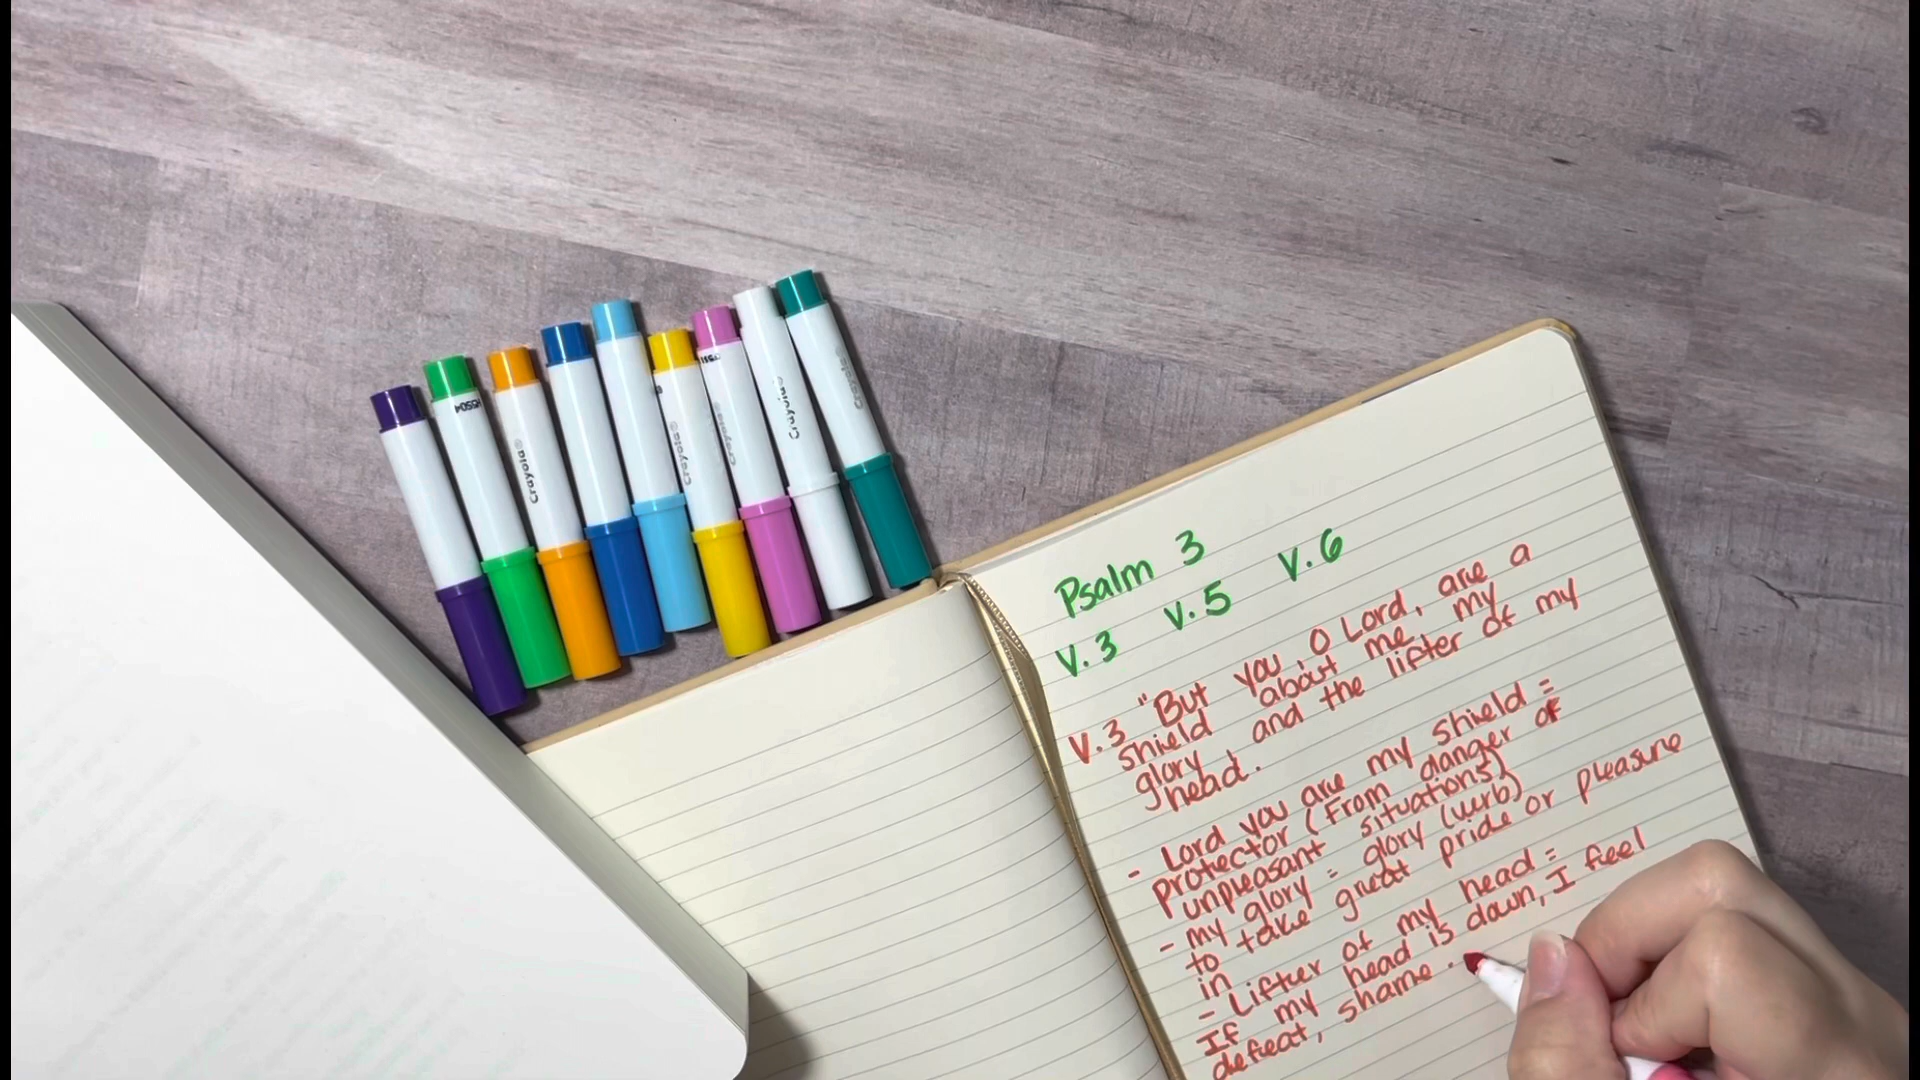 Psalm 3
V. 3 V. 5 V. 6
V. 3 "But you, O Lord, are a
shield about me, my
glory and the lifter of my
head.
- Lord you are my shield =
protector (From danger or
unpleasant situations)
- my glory = glory (verb)
to take great pride or pleasure
in
- Lifter of my head =
If my head is down, I feel
defeat, shame.
Crayola
Crayola
Crayola
Crayola
Crayola